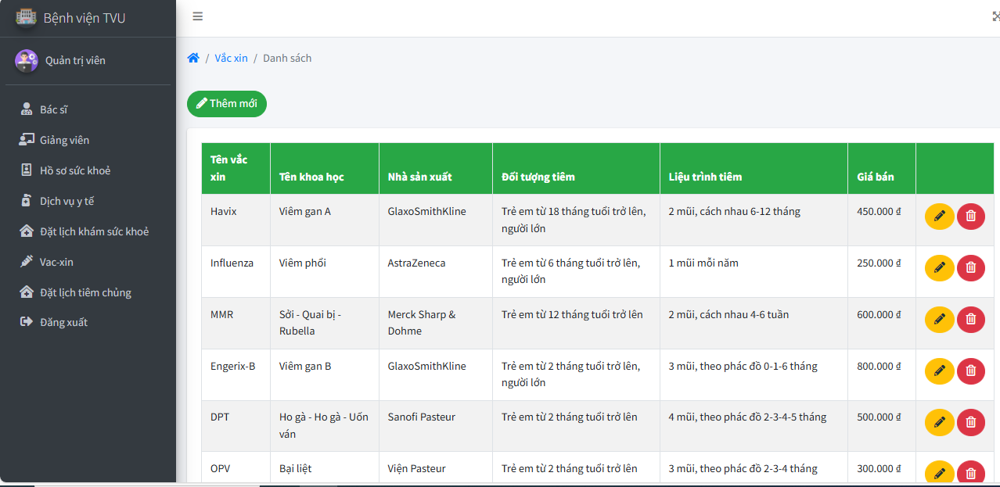 Bệnh viện TVU
Quản trị viên
Bác sĩ
Giảng viên
Hồ sơ sức khoẻ
Dịch vụ y tế
Đặt lịch khám sức khoẻ
Vac-xin
Đặt lịch tiêm chủng
Đăng xuất
/ Vắc xin / Danh sách
Thêm mới
Tên vắc
xin
Tên khoa học
Nhà sản xuất
Đối tượng tiêm
Liệu trình tiêm
Giá bán
Havix
Viêm gan A
GlaxoSmithKline
Trẻ em từ 18 tháng tuổi trở lên,
người lớn
2 mũi, cách nhau 6-12 tháng
450.000 ₫
Influenza
Viêm phổi
AstraZeneca
Trẻ em từ 6 tháng tuổi trở lên,
người lớn
1 mũi mỗi năm
250.000 ₫
MMR
Sởi - Quai bị -
Rubella
Merck Sharp &
Dohme
Trẻ em từ 12 tháng tuổi trở lên
2 mũi, cách nhau 4-6 tuần
600.000 ₫
Engerix-B
Viêm gan B
GlaxoSmithKline
Trẻ em từ 2 tháng tuổi trở lên,
người lớn
3 mũi, theo phác đồ 0-1-6 tháng
800.000 ₫
DPT
Ho gà - Ho gà - Uốn
ván
Sanofi Pasteur
Trẻ em từ 2 tháng tuổi trở lên
4 mũi, theo phác đồ 2-3-4-5 tháng
500.000 ₫
OPV
Bại liệt
Viện Pasteur
Trẻ em từ 2 tháng tuổi trở lên
3 mũi, theo phác đồ 2-3-4 tháng
300.000 ₫